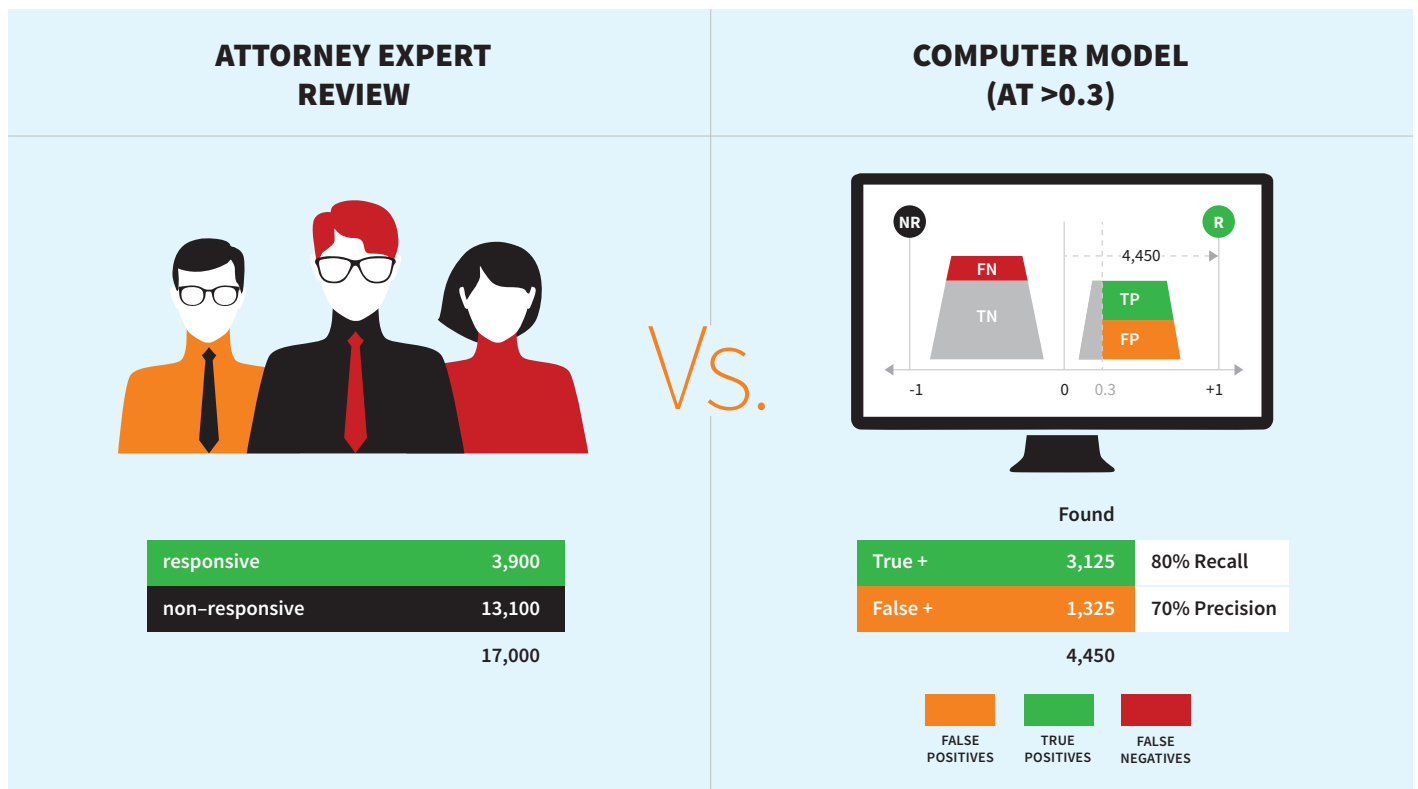 ATTORNEY EXPERT
REVIEW
COMPUTER MODEL
(AT >0.3)
Vs.
NR
R
4,450
FN
TN
TP
FP
-1
0
0.3
+1
responsive 3,900
non–responsive 13,100
17,000
Found
True + 3,125 80% Recall
False + 1,325 70% Precision
4,450
FALSE
POSITIVES
TRUE
POSITIVES
FALSE
NEGATIVES